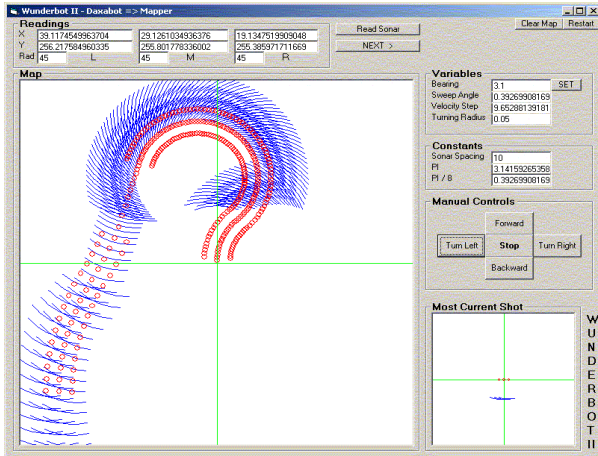 Wunderbot II - Daxabot => Mapper
Readings
X 39.1174549963704 29.1261034936376 19.1347519909048
Y 256.217584960335 255.801778336002 255.385971711669
Rad 45 L 45 M 45 R
Read Sonar
NEXT >
Clear Map Restart
Map
Variables
Bearing 3.1 SET
Sweep Angle 0.39269908169
Velocity Step 9.65288139181
Turning Radius 0.05
Constants
Sonar Spacing 10
PI 3.14159265358
PI / 8 0.39269908169
Manual Controls
Forward
Turn Left Stop Turn Right
Backward
Most Current Shot
WUNDERBOT II